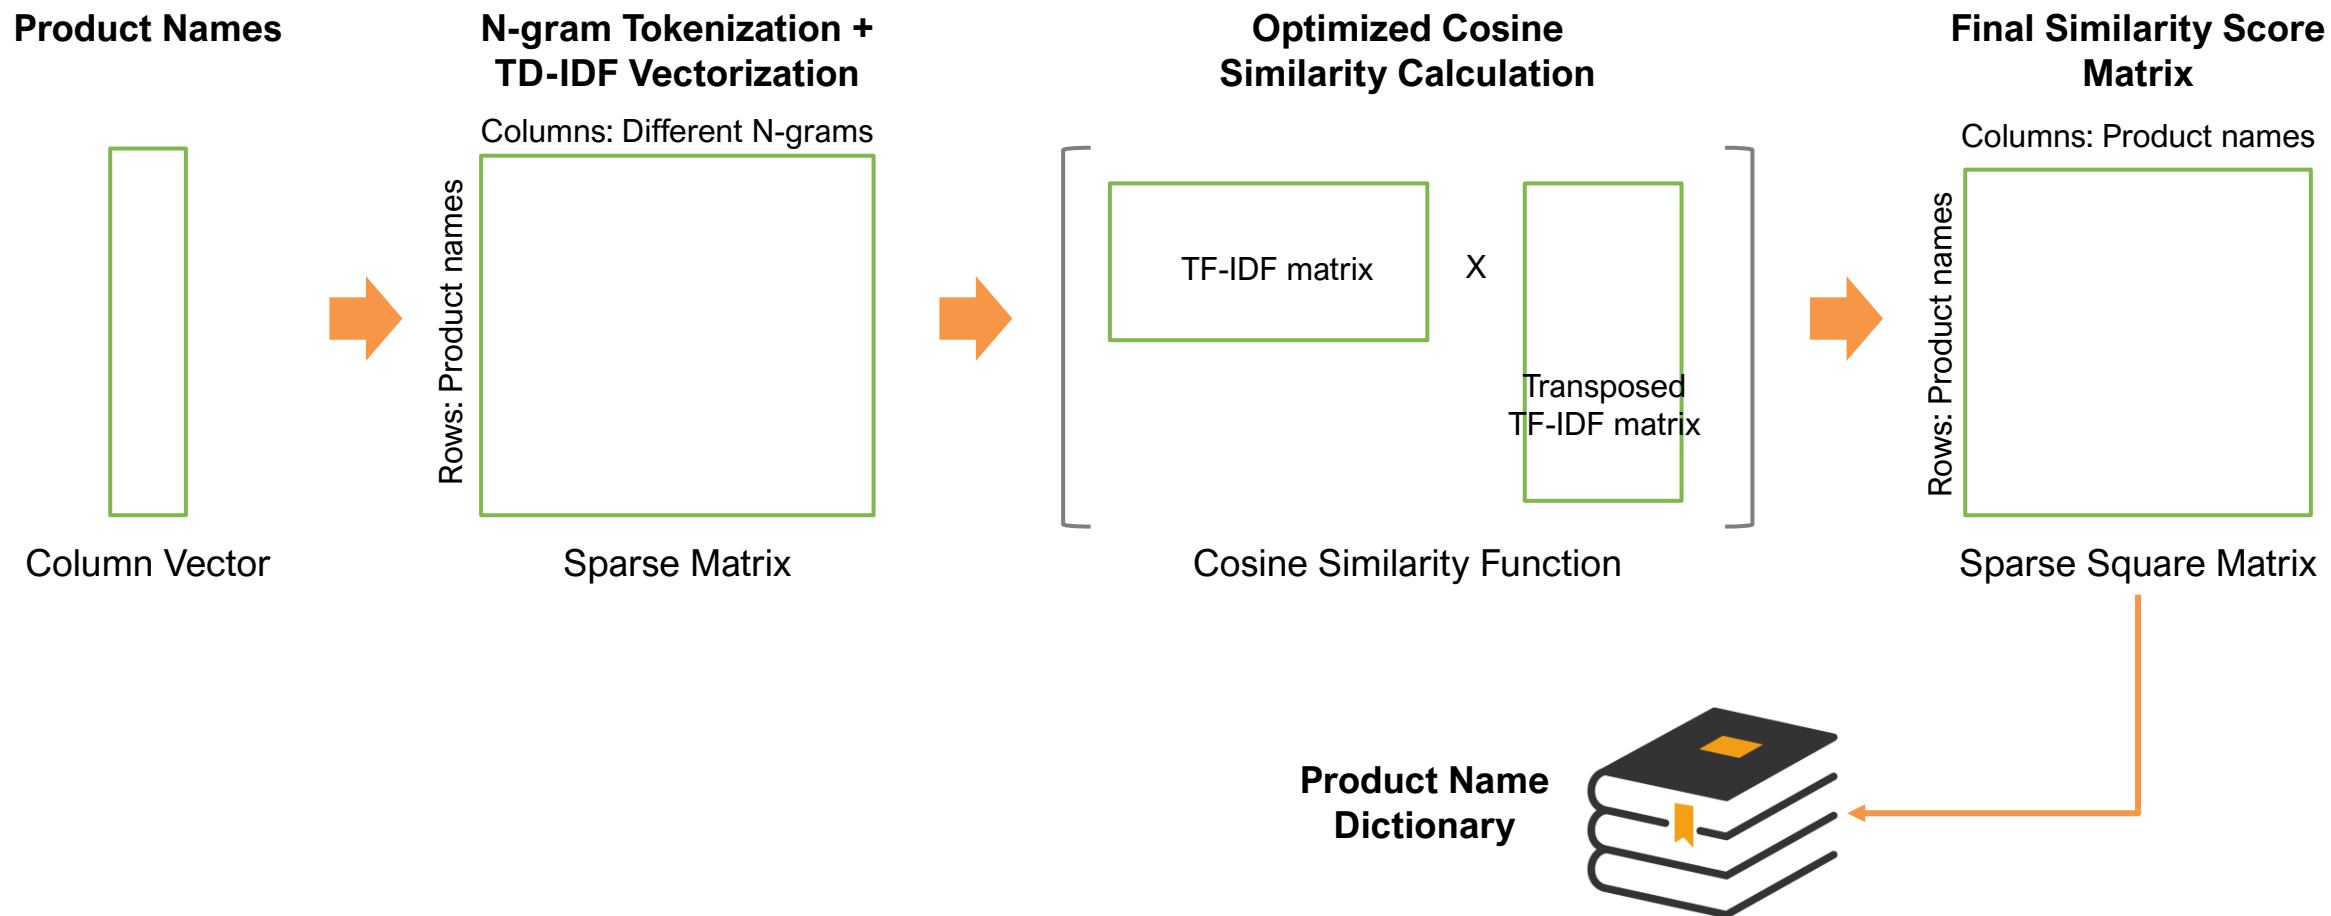 Product Names
N-gram Tokenization +
TD-IDF Vectorization
Optimized Cosine
Similarity Calculation
Final Similarity Score
Matrix
Columns: Different N-grams
Columns: Product names
Rows: Product names
TF-IDF matrix
X
Transposed
TF-IDF matrix
Rows: Product names
Column Vector
Sparse Matrix
Cosine Similarity Function
Sparse Square Matrix
Product Name
Dictionary